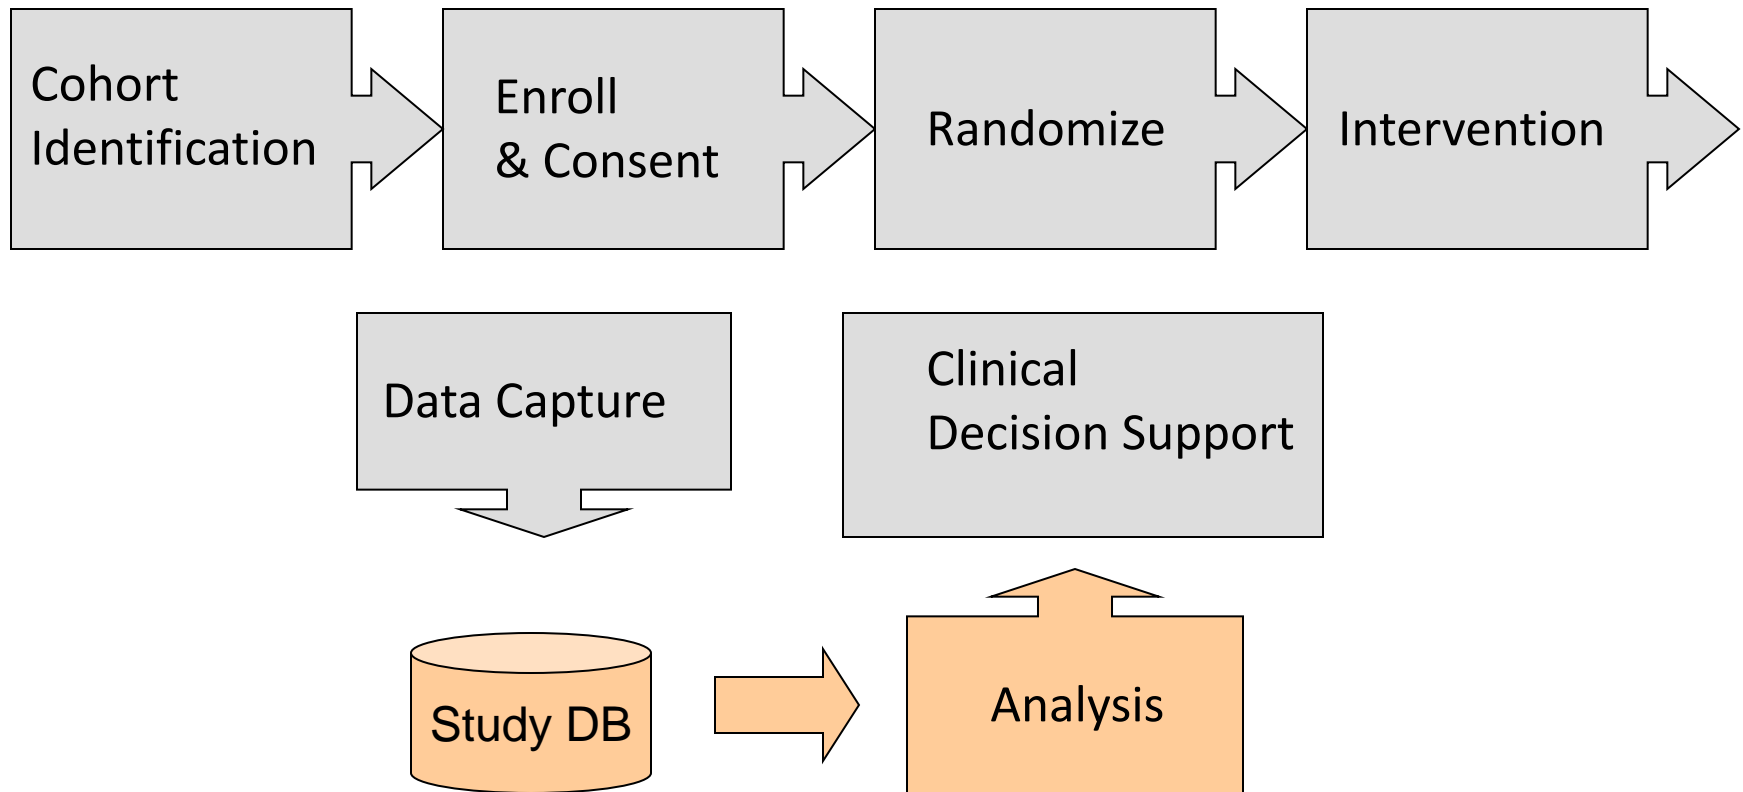 Cohort
Identification
Enroll
& Consent
Randomize
Intervention
Data Capture
Clinical
Decision Support
Study DB
Analysis